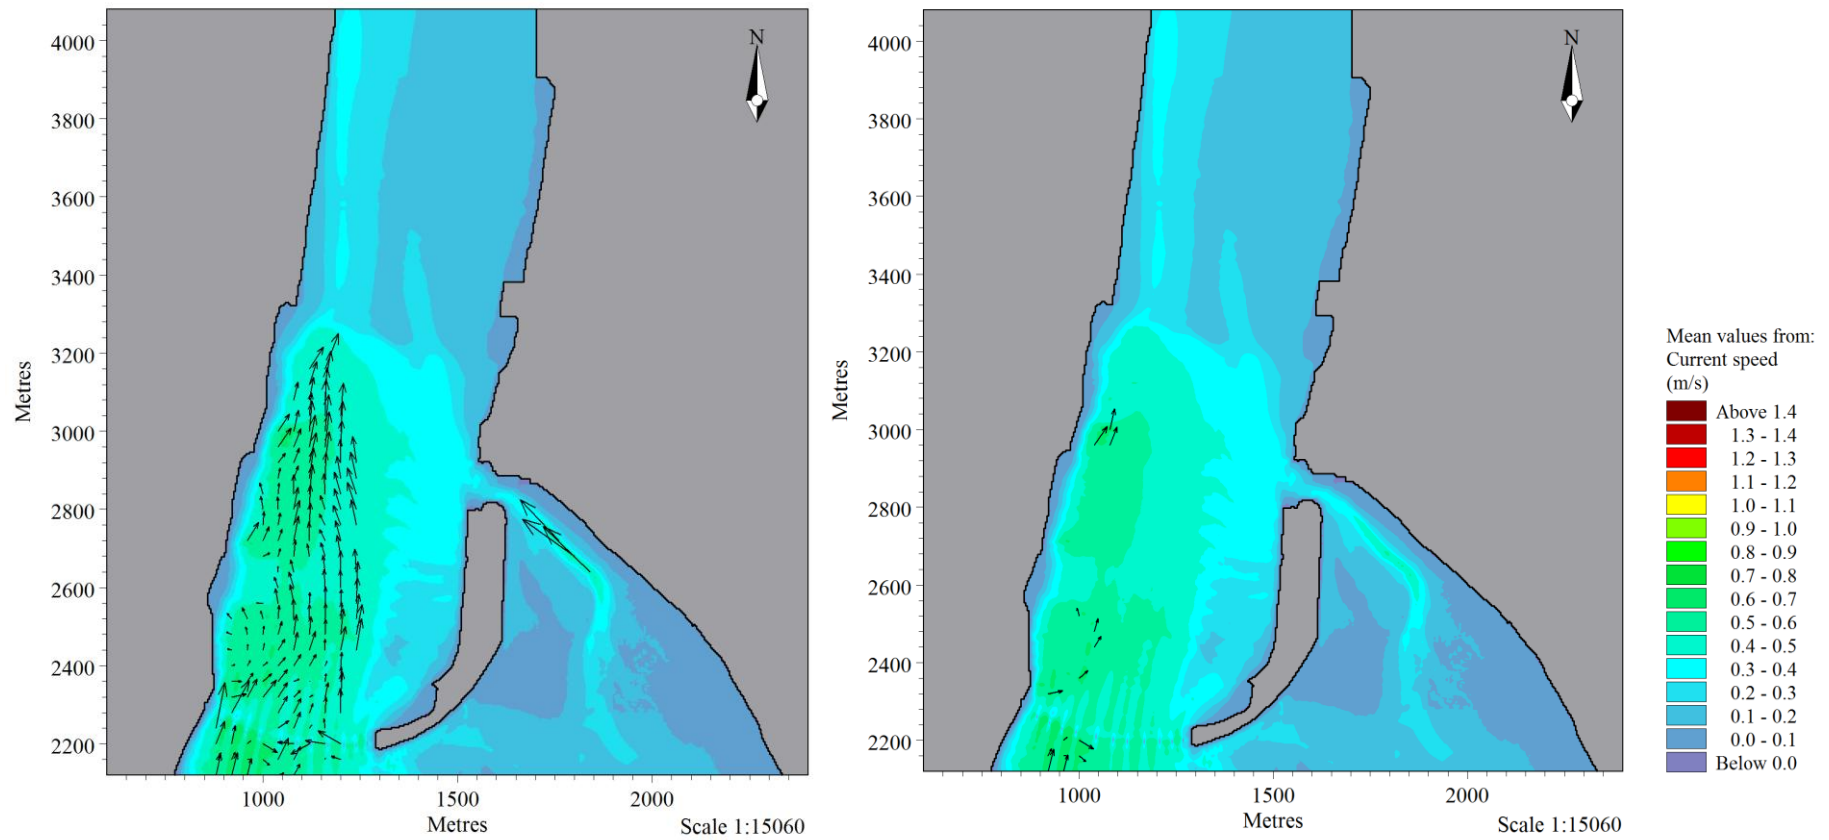 N
4000
3800
3600
3400
3200
3000
2800
2600
2400
2200
Metres
1000
1500
2000
Metres
Scale 1:15060
N
4000
3800
3600
3400
3200
3000
2800
2600
2400
2200
Metres
1000
1500
2000
Metres
Scale 1:15060
Mean values from:
Current speed
(m/s)
Above 1.4
1.3 - 1.4
1.2 - 1.3
1.1 - 1.2
1.0 - 1.1
0.9 - 1.0
0.8 - 0.9
0.7 - 0.8
0.6 - 0.7
0.5 - 0.6
0.4 - 0.5
0.3 - 0.4
0.2 - 0.3
0.1 - 0.2
0.0 - 0.1
Below 0.0